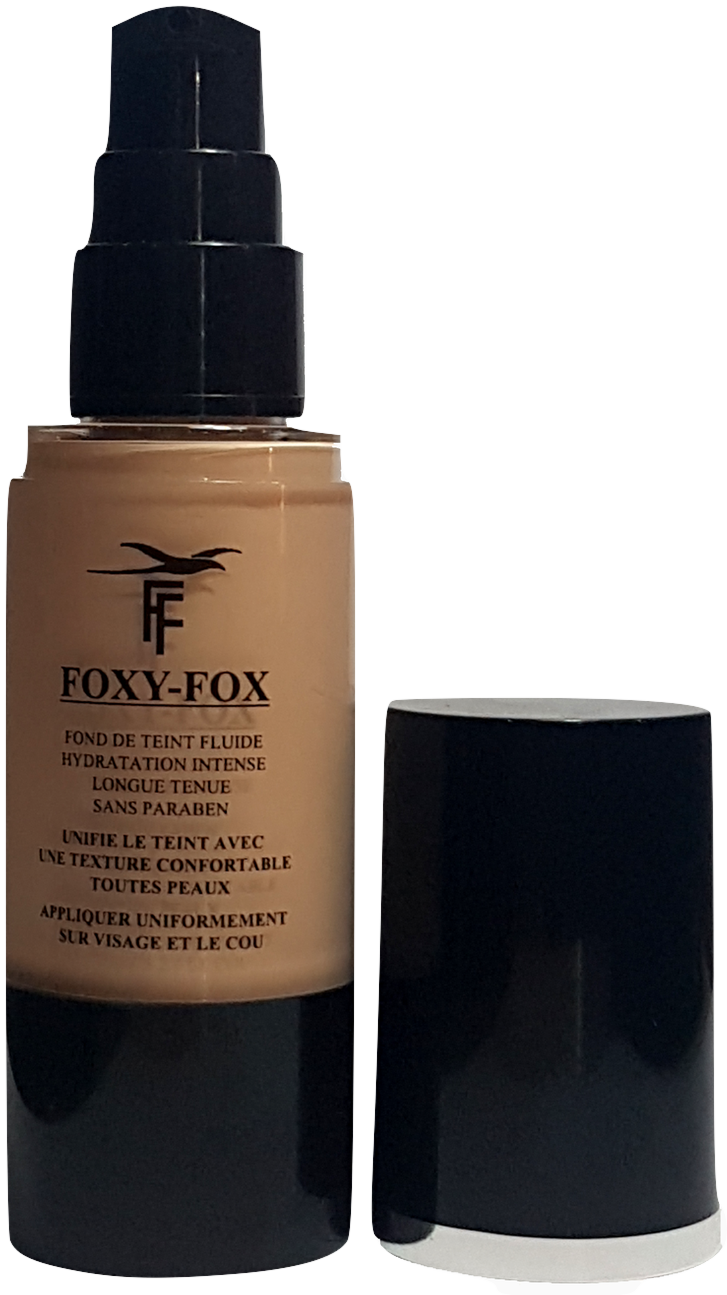 FF
FOXY-FOX
FOND DE TEINT FLUIDE
HYDRATATION INTENSE
LONGUE TENUE
SANS PARABEN
UNIFIE LE TEINT AVEC
UNE TEXTURE CONFORTABLE
TOUTES PEAUX
APPLIQUER UNIFORMEMENT
SUR VISAGE ET LE COU